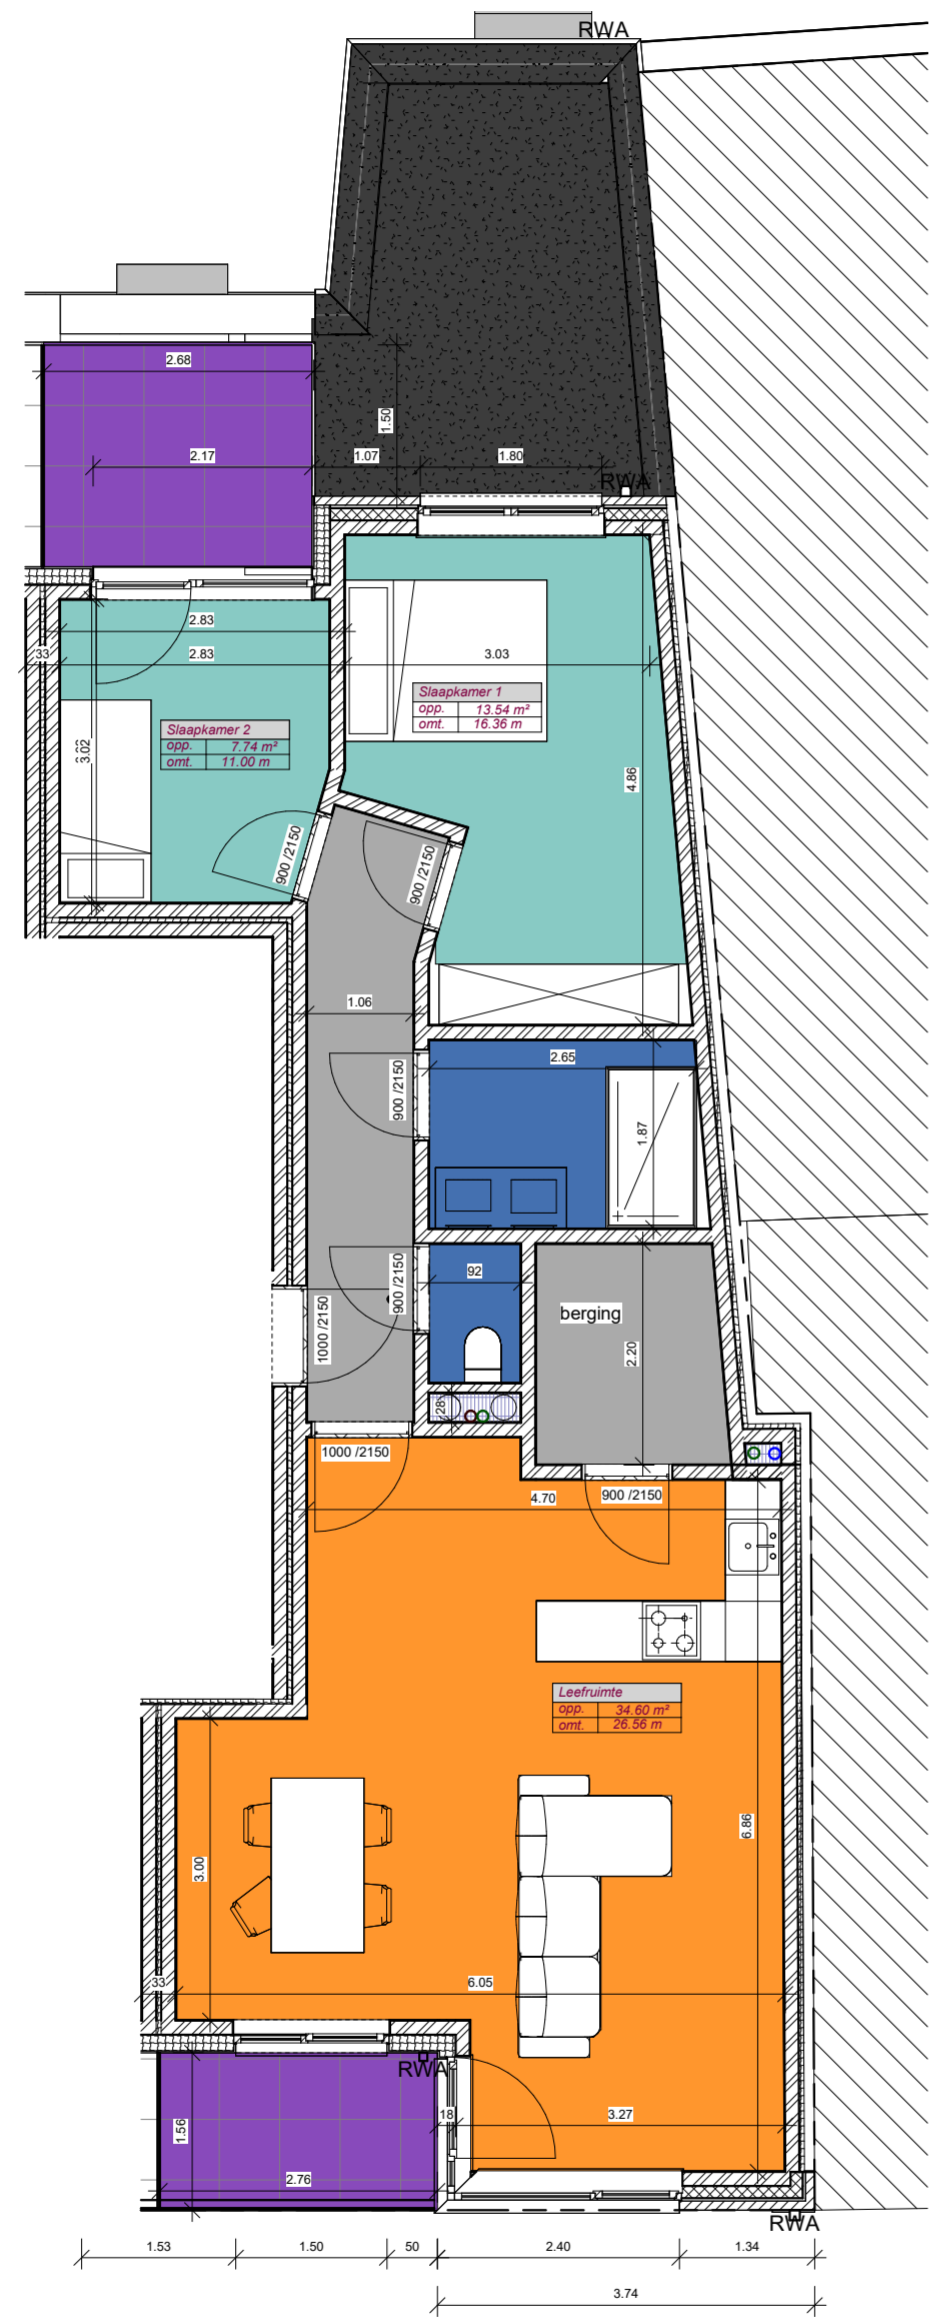 RWA
2.68
1.50
2.17
1.07
1.80
RWA
2.83
33
2.83
3.03
Slaapkamer 1
opp. 13.54 m²
omt. 16.36 m
Slaapkamer 2
opp. 7.74 m²
omt. 11.00 m
3.02
4.86
900 /2150
900 /2150
1.06
2.65
900 /2150
1.87
92
900 /2150
berging
1000 /2150
2.20
28
1000 /2150
4.70
900 /2150
Leefruimte
opp. 34.60 m²
omt. 26.56 m
6.86
3.00
33
6.05
RWA
18
3.27
1.56
2.76
RWA
1.53
1.50
50
2.40
1.34
3.74